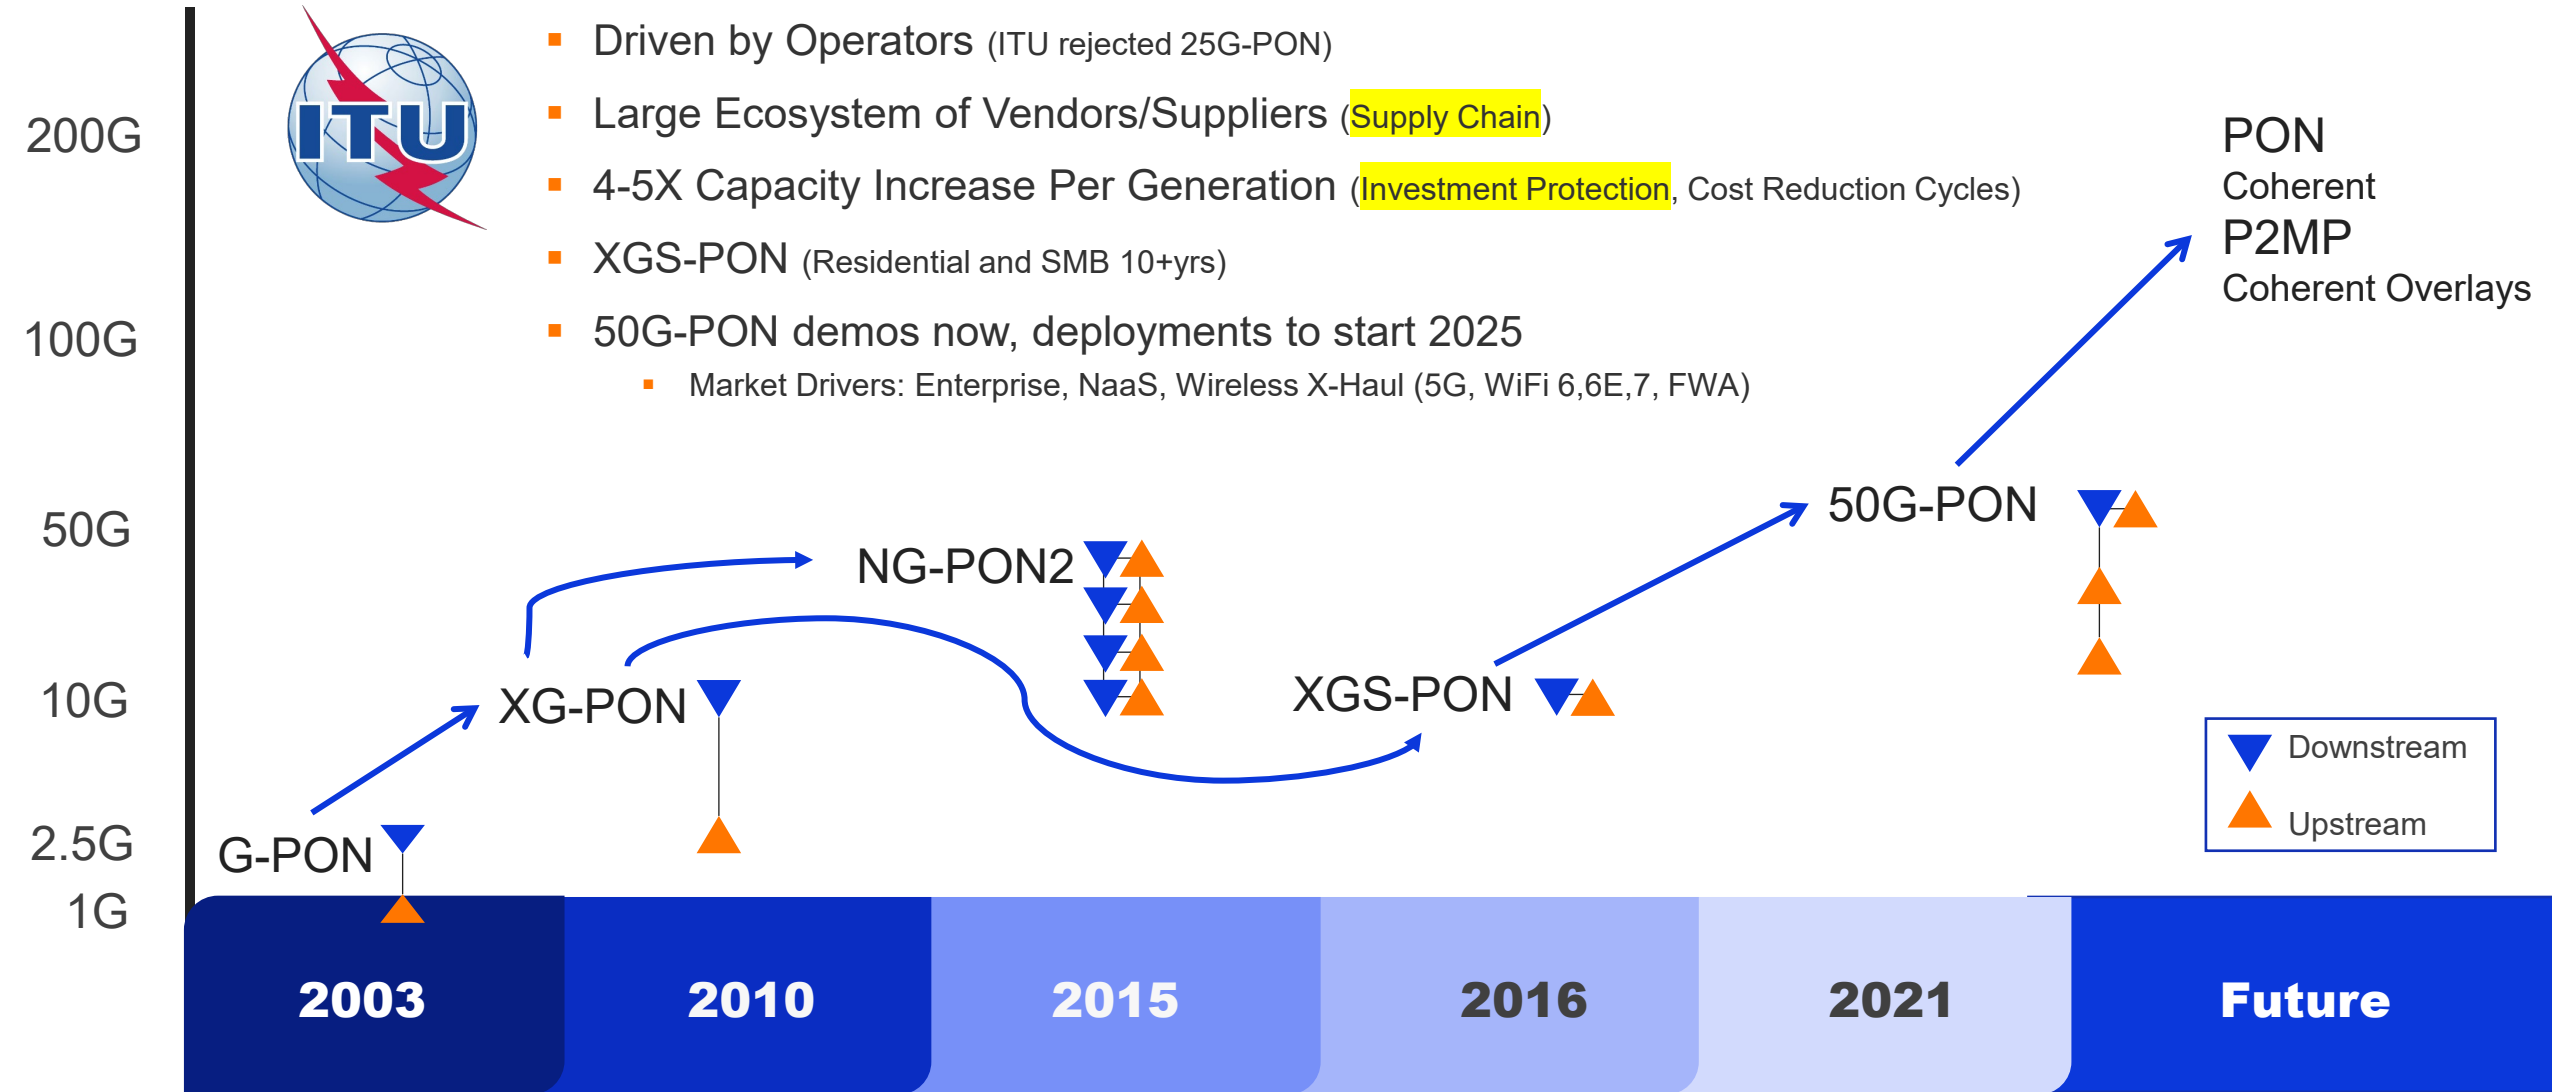 ITU
Driven by Operators (ITU rejected 25G-PON)
Large Ecosystem of Vendors/Suppliers (Supply Chain)
4-5X Capacity Increase Per Generation (Investment Protection, Cost Reduction Cycles)
XGS-PON (Residential and SMB 10+yrs)
50G-PON demos now, deployments to start 2025
Market Drivers: Enterprise, NaaS, Wireless X-Haul (5G, WiFi 6,6E,7, FWA)
200G
100G
50G
10G
2.5G
1G
G-PON
XG-PON
NG-PON2
XGS-PON
50G-PON
PON
Coherent
P2MP
Coherent Overlays
Downstream
Upstream
2003
2010
2015
2016
2021
Future